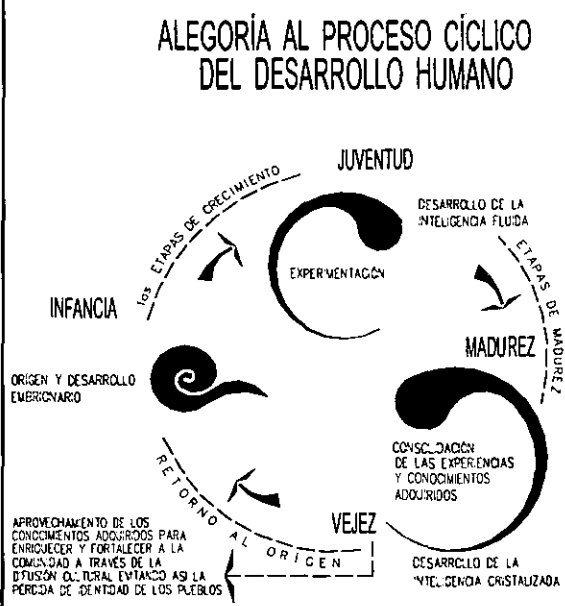 ALEGORÍA AL PROCESO CÍCLICO
DEL DESARROLLO HUMANO
JUVENTUD
1as ETAPAS DE CRECIMIENTO
DESARROLLO DE LA
INTELIGENCIA FLUIDA
EXPERIMENTACIÓN
ETAPAS DE MADUREZ
INFANCIA
MADUREZ
ORIGEN Y DESARROLLO
EMBRIONARIO
CONSOLIDACIÓN
DE LAS EXPERIENCIAS
Y CONOCIMIENTOS
ADQUIRIDOS
RETORNO AL ORÍGEN
VEJEZ
APROVECHAMIENTO DE LOS
CONOCIMIENTOS ADQUIRIDOS PARA
ENRIQUECER Y FORTALECER A LA
COMUNIDAD A TRAVÉS DE LA
DIFUSIÓN CULTURAL EVITANDO ASI LA
PÉRDIDA DE IDENTIDAD DE LOS PUEBLOS
DESARROLLO DE LA
INTELIGENCIA CRISTALIZADA